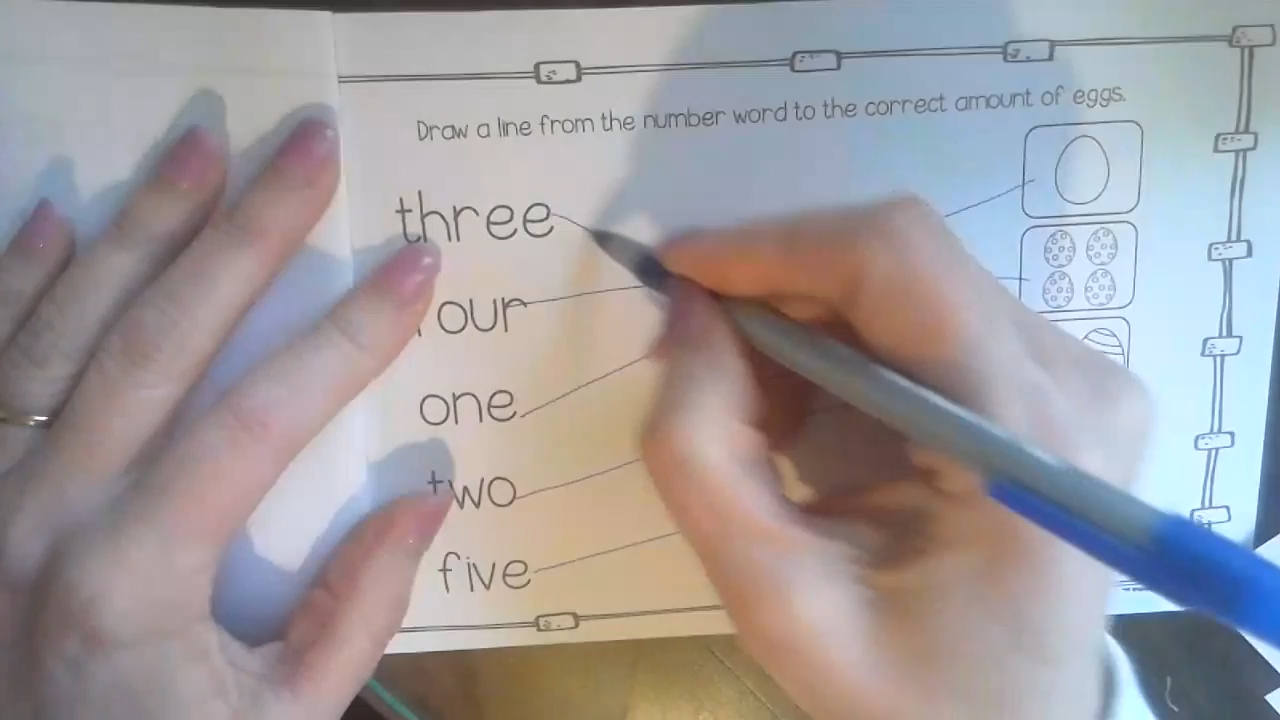 Draw a line from the number word to the correct amount of eggs.
three
our
one
two
five